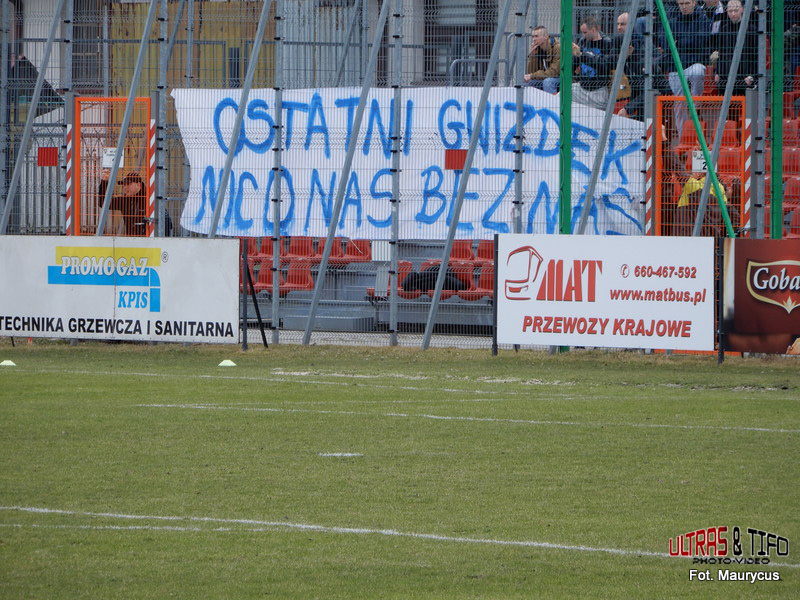 OSTATNI GWIZDEK
NIC O NAS BEZ NAS
PROMOGAZ ®
KPIS
TECHNIKA GRZEWCZA I SANITARNA
MAT
660-467-592
www.matbus.pl
PRZEWOZY KRAJOWE
Goba
ULTRAS & TIFO
PHOTO-VIDEO
Fot. Maurycus